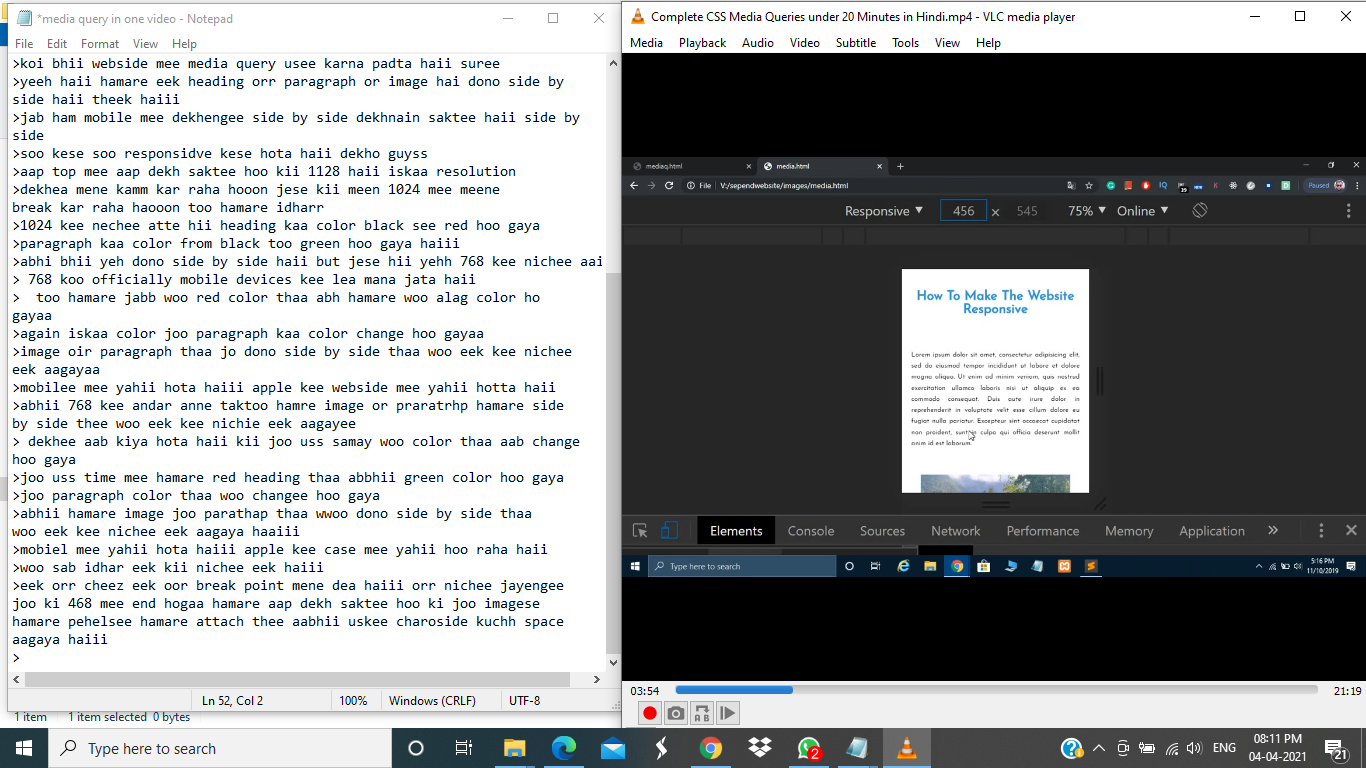 *media query in one video - Notepad
File Edit Format View Help
>koi bhii webside mee media query usee karna padta haii suree
>yeeh haii hamare eek heading orr paragraph or image hai dono side by
side haii theek haiii
>jab ham mobile mee dekhengee side by side dekhnain saktee haii side by
side
>soo kese soo responsidve kese hota haii dekho guyss
>aap top mee aap dekh saktee hoo kii 1128 haii iskaa resolution
>dekhea mene kamm kar raha hooon jese kii meen 1024 mee meene
break kar raha haooon too hamare idharr
>1024 kee nechee atte hii heading kaa color black see red hoo gaya
>paragraph kaa color from black too green hoo gaya haiii
>abhi bhii yeh dono side by side haii but jese hii yehh 768 kee nichee aai
> 768 koo officially mobile devices kee lea mana jata haii
>  too hamare jabb woo red color thaa abh hamare woo alag color ho
gayaa
>again iskaa color joo paragraph kaa color change hoo gayaa
>image oir paragraph thaa jo dono side by side thaa woo eek kee nichee
eek aagayaa
>mobilee mee yahii hota haiii apple kee webside mee yahii hotta haii
>abhii 768 kee andar anne taktoo hamre image or praratrhp hamare side
by side thee woo eek kee nichie eek aagayee
> dekhee aab kiya hota haii kii joo uss samay woo color thaa aab change
hoo gaya
>joo uss time mee hamare red heading thaa abbhii green color hoo gaya
>joo paragraph color thaa woo changee hoo gaya
>abhii hamare image joo parathap thaa wwoo dono side by side thaa
woo eek kee nichee eek aagaya haaiii
>mobiel mee yahii hota haiii apple kee case mee yahii hoo raha haii
>woo sab idhar eek kii nichee eek haiii
>eek orr cheez eek oor break point mene dea haiii orr nichee jayengee
joo ki 468 mee end hogaa hamare aap dekh saktee hoo ki joo imagese
hamare pehelsee hamare attach thee aabhii uskee charoside kuchh space
aagaya haiii
>
Ln 52, Col 2 100% Windows (CRLF) UTF-8
1 item 1 item selected 0 bytes
Complete CSS Media Queries under 20 Minutes in Hindi.mp4 - VLC media player
Media Playback Audio Video Subtitle Tools View Help
mediaq.html media.html
File V:/sependwebsite/images/media.html Paused
Responsive 456 x 545 75% Online
How To Make The Website
Responsive
Lorem ipsum dolor sit amet, consectetur adipisicing elit,
sed do eiusmod tempor incididunt ut labore et dolore
magna aliqua. Ut enim ad minim veniam, quis nostrud
exercitation ullamco laboris nisi ut aliquip ex ea
commodo consequat. Duis aute irure dolor in
reprehenderit in voluptate velit esse cillum dolore eu
fugiat nulla pariatur. Excepteur sint occaecat cupidatat
non proident, sunt in culpa qui officia deserunt mollit
anim id est laborum.
Elements Console Sources Network Performance Memory Application »
Type here to search
5:16 PM
11/10/2019
03:54 21:19
Type here to search
2
ENG
08:11 PM
04-04-2021
21